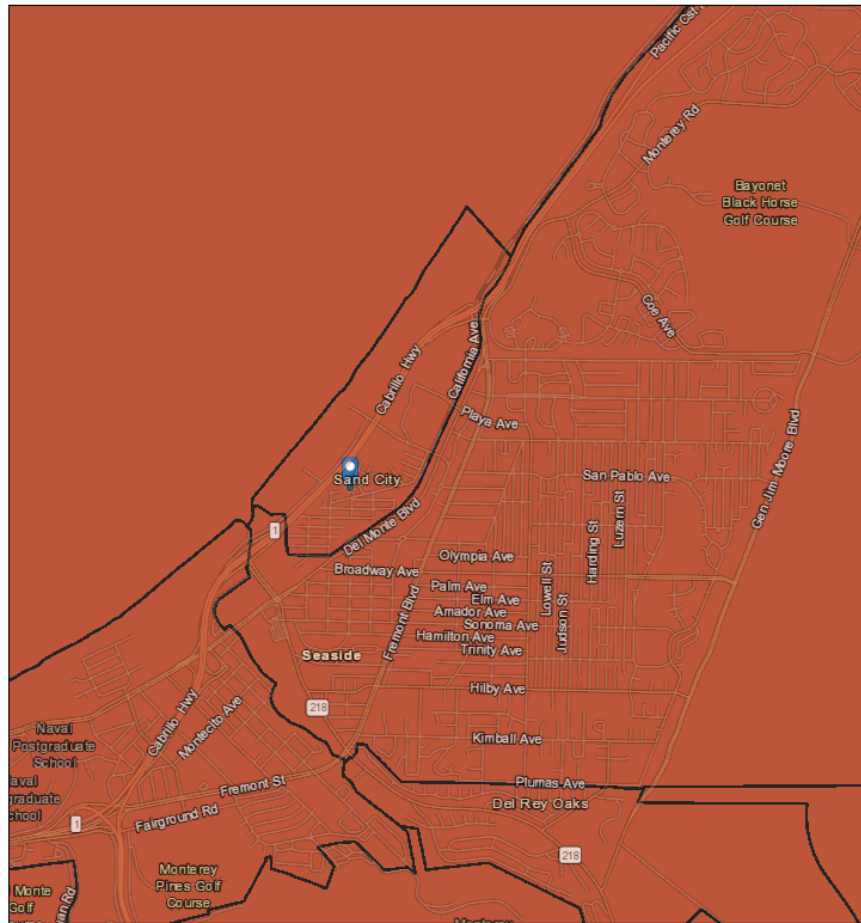 Pacific Cst
Monterey Rd
Bayonet
Black Horse
Golf Course
Coe Ave
Cabrillo Hwy
California Ave
Playa Ave
Gen Jim Moore Blvd
San Pablo Ave
Sand City
Luzern St
Harding St
1
Del Monte Blvd
Olympia Ave
Broadway Ave
Lowell St
Palm Ave
Elm Ave
Judson St
Amador Ave
Sonoma Ave
Hamilton Ave
Fremont Blvd
Trinity Ave
Seaside
Hilby Ave
218
Cabrillo Hwy
Montecito Ave
Naval
Postgraduate
School
Kimball Ave
Fremont St
Plumas Ave
Del Rey Oaks
Fairground Rd
1
218
Monterey
Pines Golf
Course
Monte
Golf
Rd